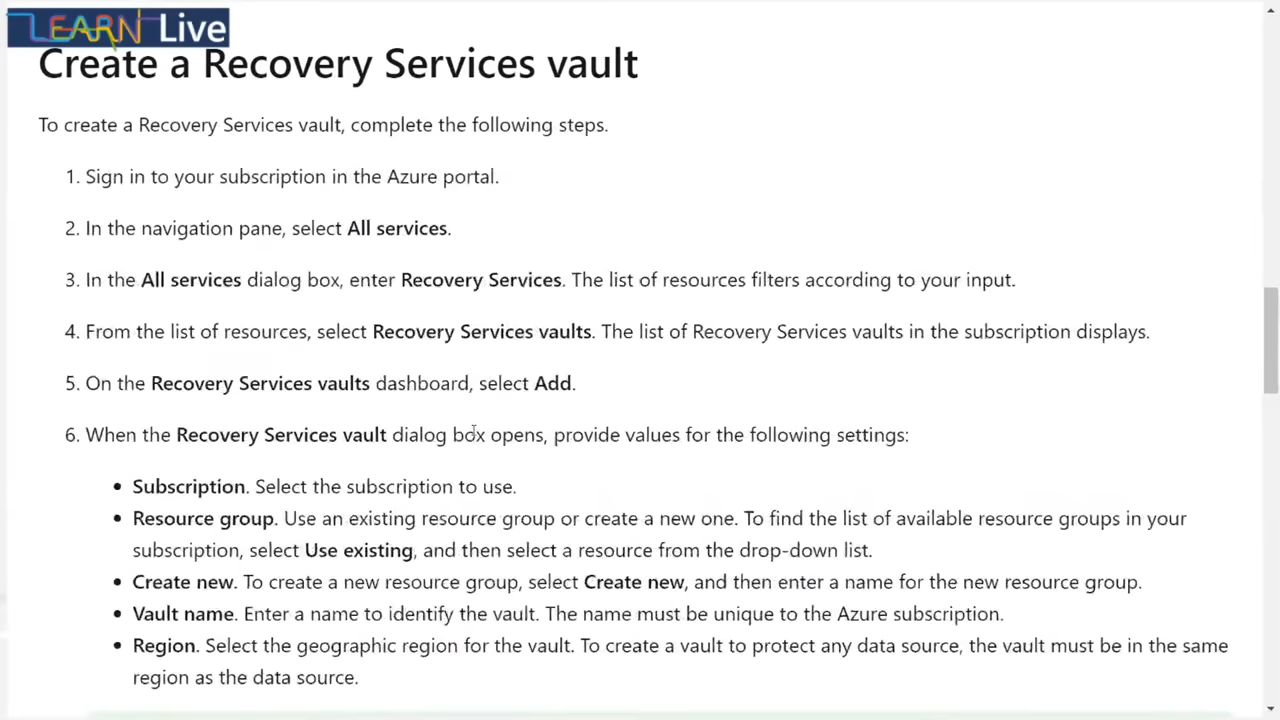 LEARN Live
Create a Recovery Services vault
To create a Recovery Services vault, complete the following steps.
1. Sign in to your subscription in the Azure portal.
2. In the navigation pane, select All services.
3. In the All services dialog box, enter Recovery Services. The list of resources filters according to your input.
4. From the list of resources, select Recovery Services vaults. The list of Recovery Services vaults in the subscription displays.
5. On the Recovery Services vaults dashboard, select Add.
6. When the Recovery Services vault dialog box opens, provide values for the following settings:
• Subscription. Select the subscription to use.
• Resource group. Use an existing resource group or create a new one. To find the list of available resource groups in your
subscription, select Use existing, and then select a resource from the drop-down list.
• Create new. To create a new resource group, select Create new, and then enter a name for the new resource group.
• Vault name. Enter a name to identify the vault. The name must be unique to the Azure subscription.
• Region. Select the geographic region for the vault. To create a vault to protect any data source, the vault must be in the same
region as the data source.